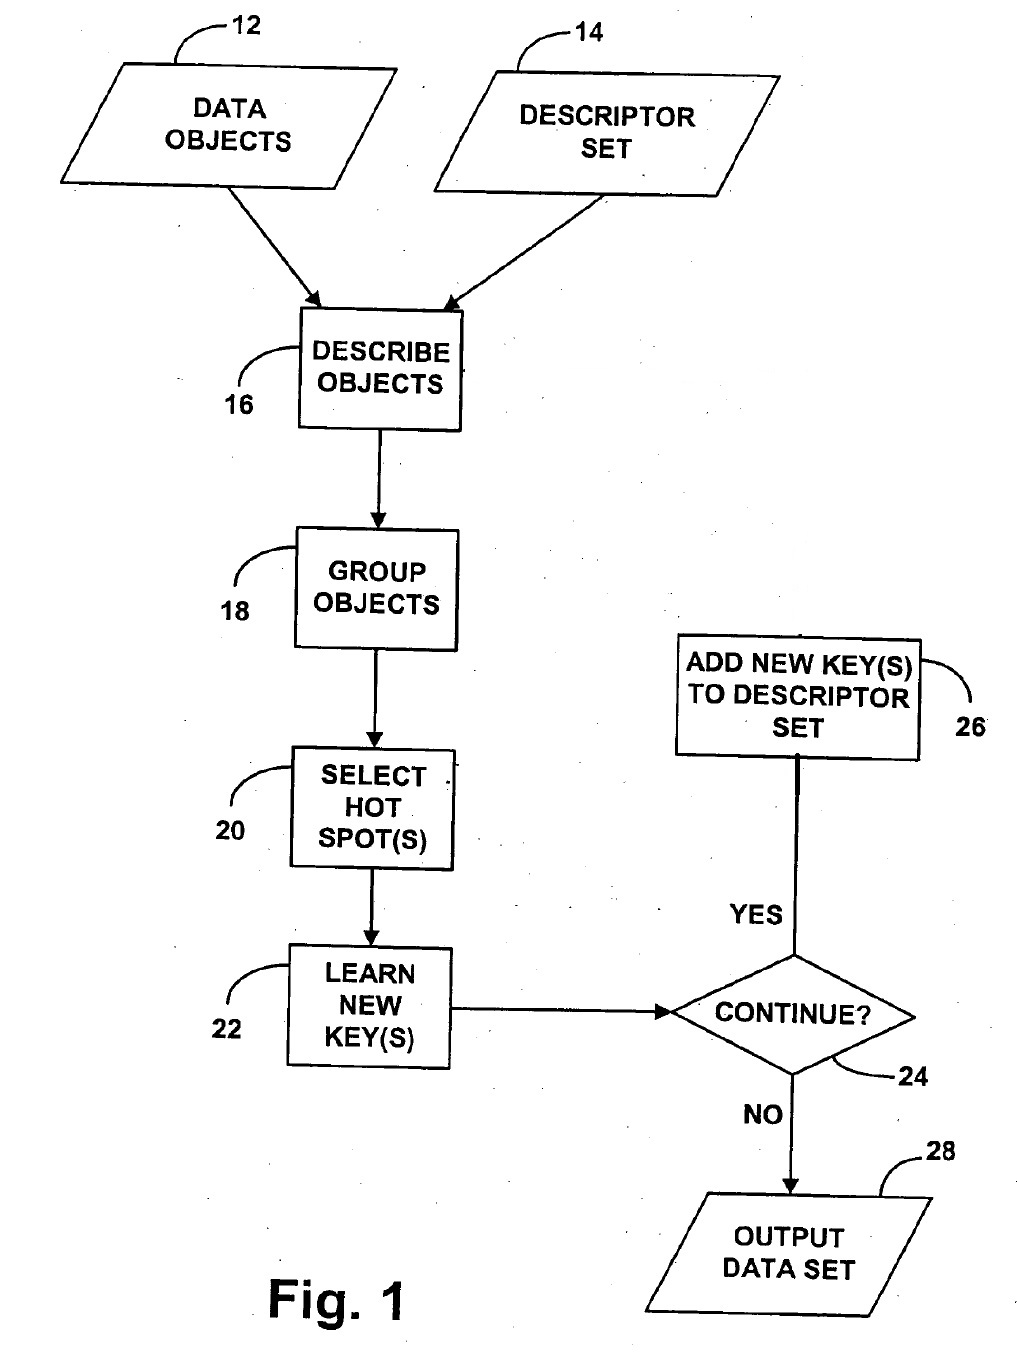 12
14
DATA
OBJECTS
DESCRIPTOR
SET
DESCRIBE
OBJECTS
16
GROUP
OBJECTS
18
ADD NEW KEY(S)
TO DESCRIPTOR
SET
26
SELECT
HOT
SPOT(S)
20
YES
LEARN
NEW
KEY(S)
22
CONTINUE?
24
NO
28
OUTPUT
DATA SET
Fig. 1